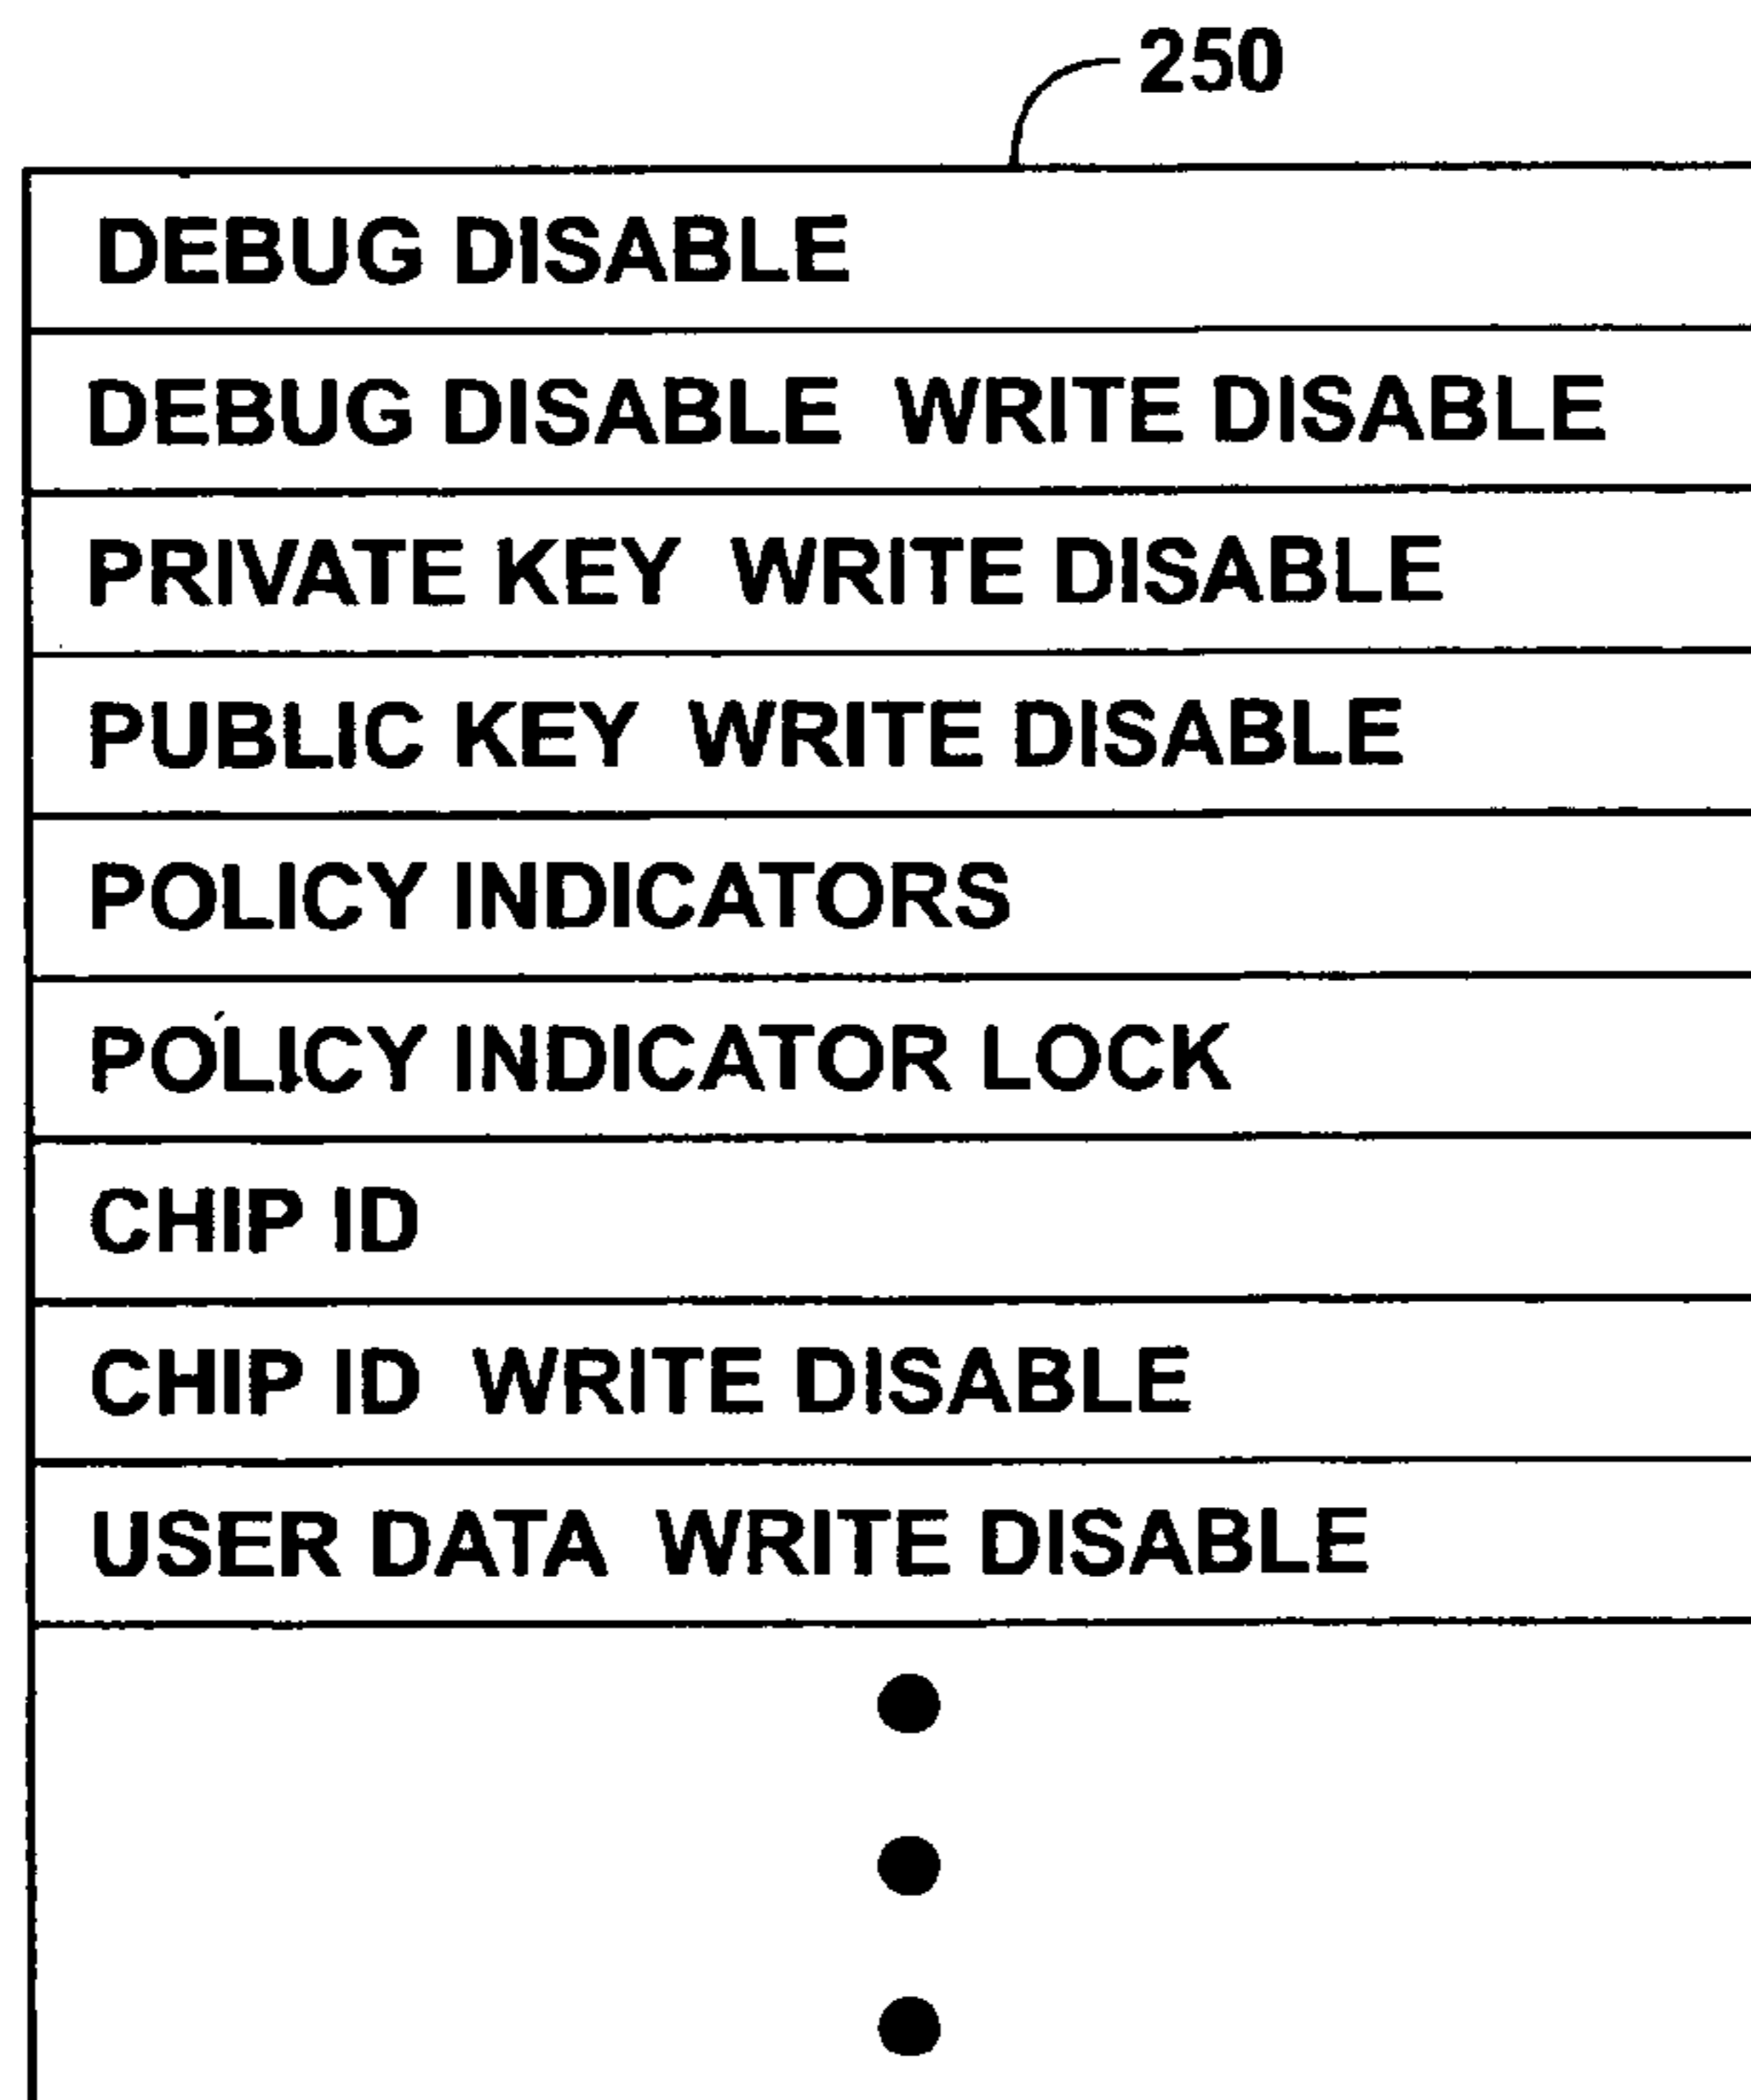 250
DEBUG DISABLE
DEBUG DISABLE WRITE DISABLE
PRIVATE KEY WRITE DISABLE
PUBLIC KEY WRITE DISABLE
POLICY INDICATORS
POLICY INDICATOR LOCK
CHIP ID
CHIP ID WRITE DISABLE
USER DATA WRITE DISABLE